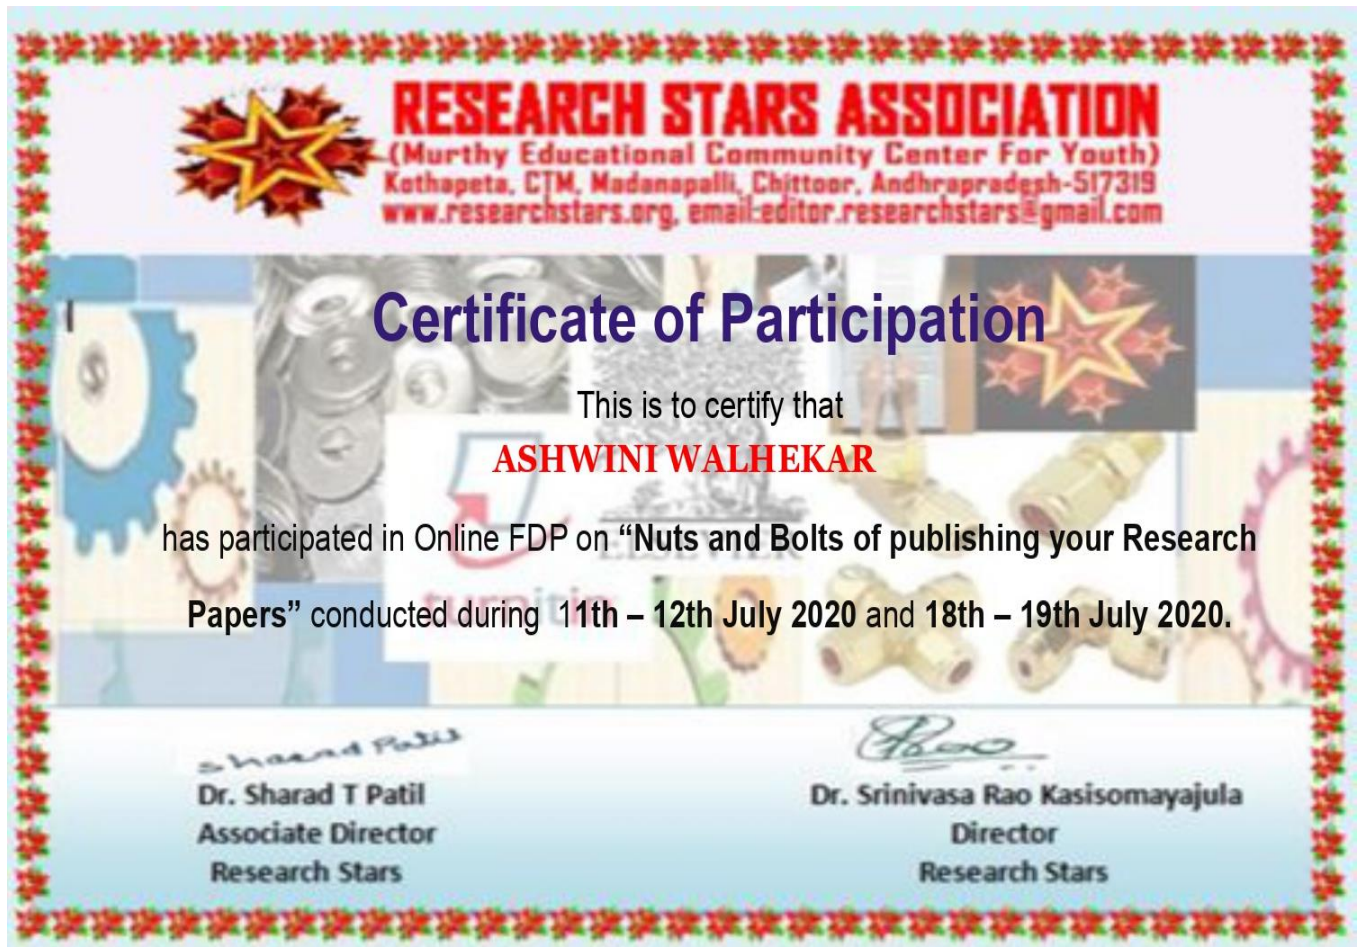 RESEARCH STARS ASSOCIATION
(Murthy Educational Community Center For Youth)
Kothapeta, CTM, Madanapalli, Chittoor, Andhrapradesh-517319
www.researchstars.org, email:editor.researchstars@gmail.com
Certificate of Participation
This is to certify that
ASHWINI WALHEKAR
has participated in Online FDP on “Nuts and Bolts of publishing your Research
ELSEVIER
Papers” conducted during 11th – 12th July 2020 and 18th – 19th July 2020.
turnitin
Sharad Patil
Dr. Sharad T Patil
Associate Director
Research Stars
Dr. Srinivasa Rao Kasisomayajula
Director
Research Stars